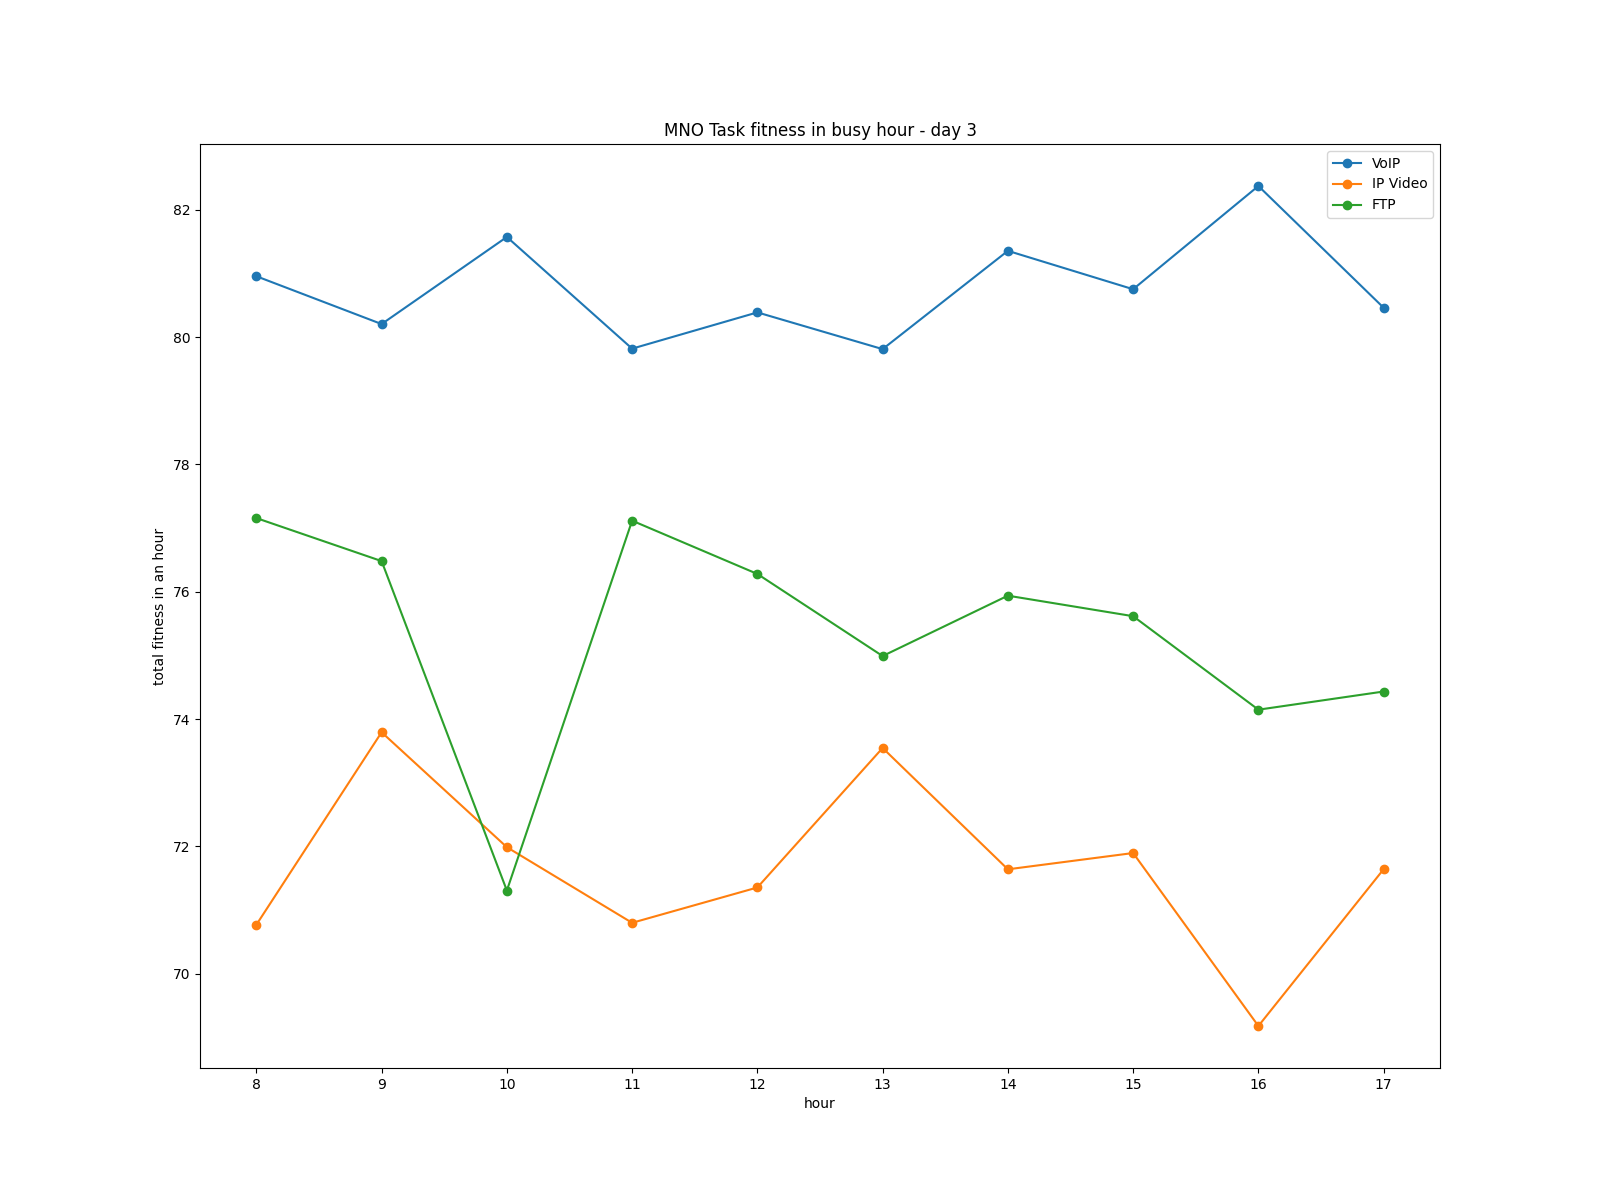 MNO Task fitness in busy hour - day 3
VoIP
IP Video
FTP
82
80
78
76
74
72
70
total fitness in an hour
8 9 10 11 12 13 14 15 16 17
hour